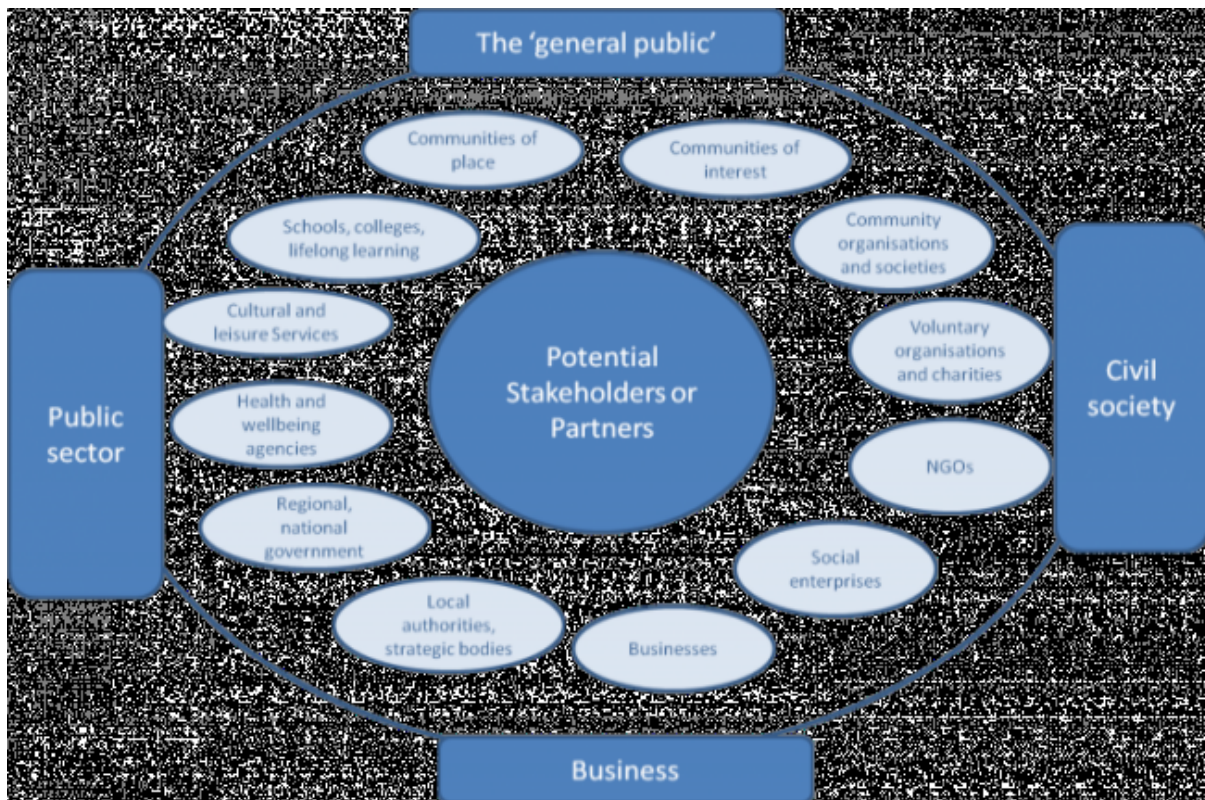 The 'general public'
Communities of
place
Communities of
interest
Schools, colleges,
lifelong learning
Community
organisations
and societies
Cultural and
leisure Services
Voluntary
organisations
and charities
Potential
Stakeholders or
Partners
Public
sector
Civil
society
Health and
wellbeing
agencies
NGOs
Regional,
national
government
Social
enterprises
Local
authorities,
strategic bodies
Businesses
Business